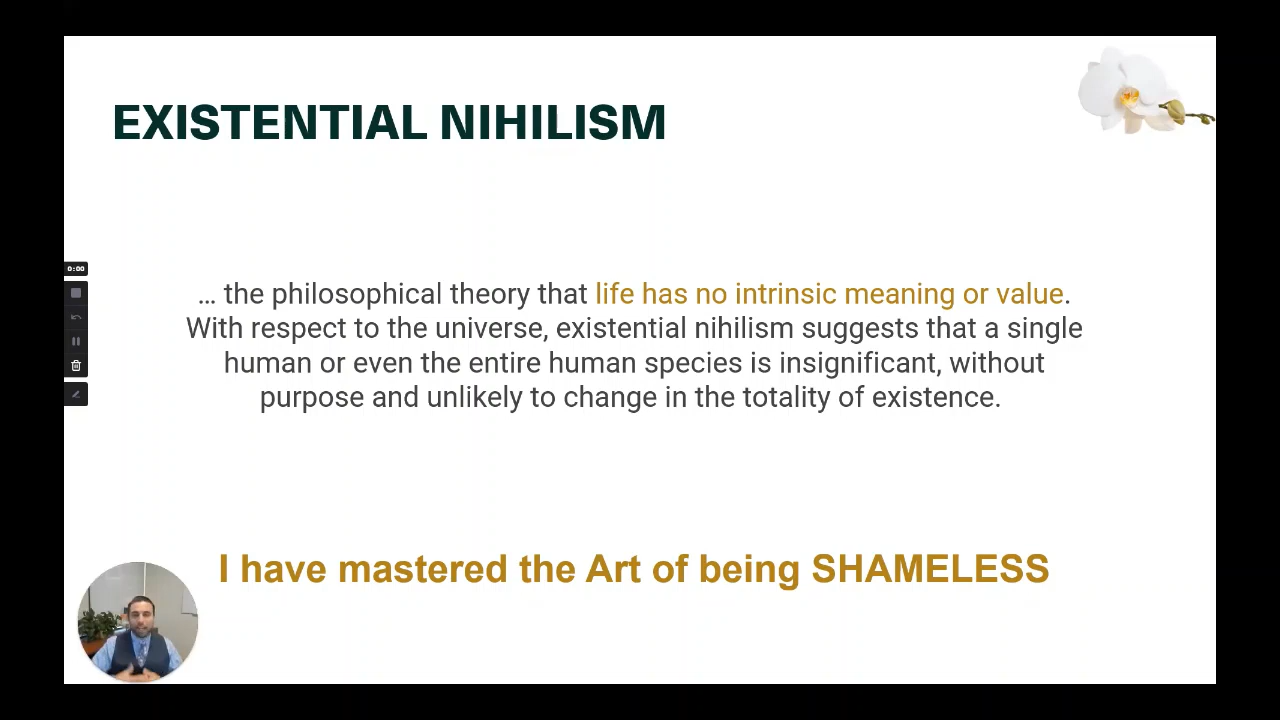 EXISTENTIAL NIHILISM
0:00
… the philosophical theory that life has no intrinsic meaning or value.
With respect to the universe, existential nihilism suggests that a single
human or even the entire human species is insignificant, without
purpose and unlikely to change in the totality of existence.
I have mastered the Art of being SHAMELESS